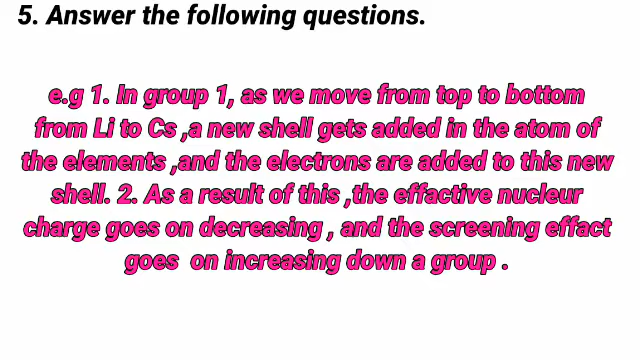 5. Answer the following questions.
e.g 1. In group 1, as we move from top to bottom
from Li to Cs ,a new shell gets added in the atom of
the elements ,and the electrons are added to this new
shell. 2. As a result of this ,the effactive nucleur
charge goes on decreasing , and the screening effact
goes on increasing down a group .